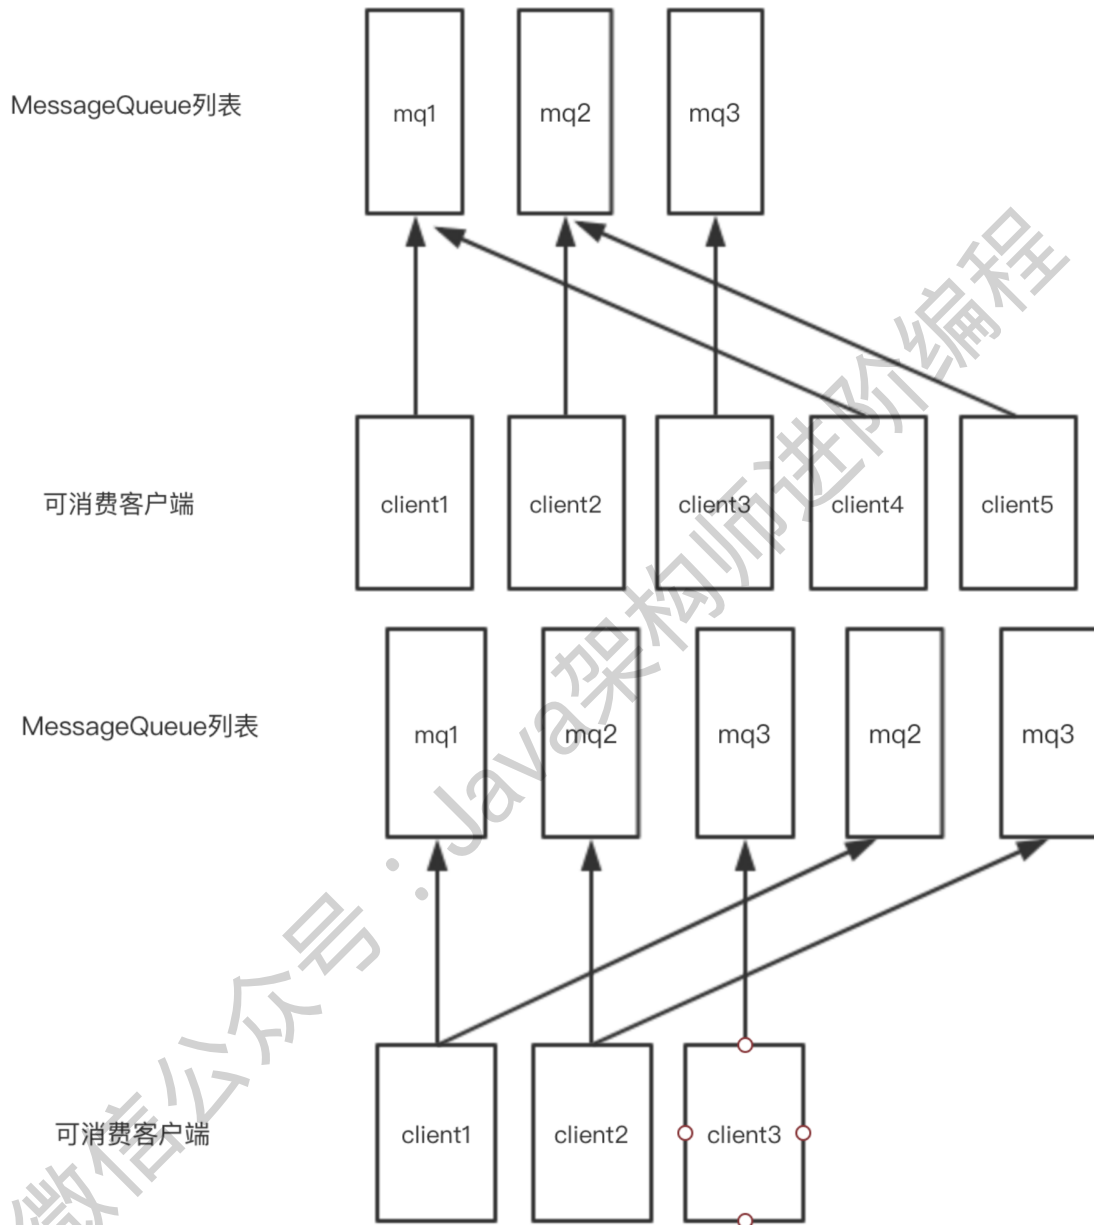 mq1 mq2 mq3
MessageQueue列表
可消费客户端
client1 client2 client3 client4 client5
MessageQueue列表
mq1 mq2 mq3 mq2 mq3
可消费客户端
client1 client2 client3
微信公众号：Java架构师进阶编程